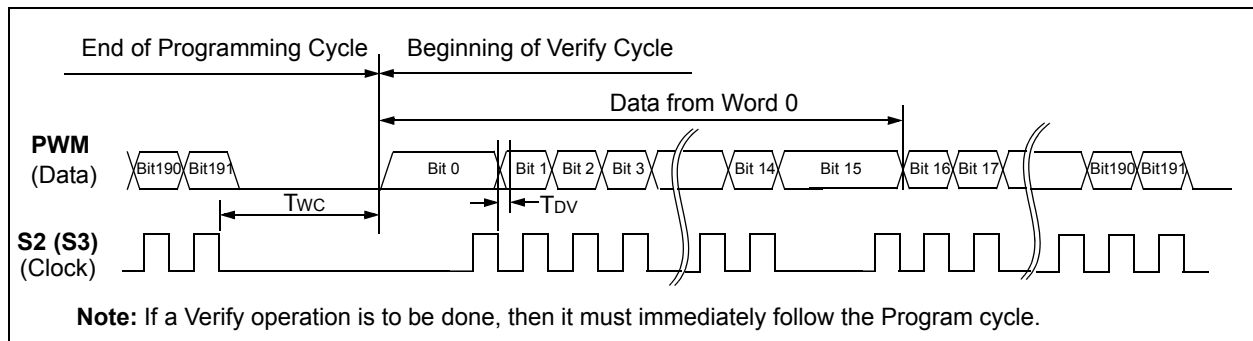 End of Programming Cycle Beginning of Verify Cycle
Data from Word 0
PWM
(Data)
Bit190 Bit191 Bit 0 Bit 1 Bit 2 Bit 3 Bit 14 Bit 15 Bit 16 Bit 17 Bit190 Bit191
TWC TDV
S2 (S3)
(Clock)
Note: If a Verify operation is to be done, then it must immediately follow the Program cycle.